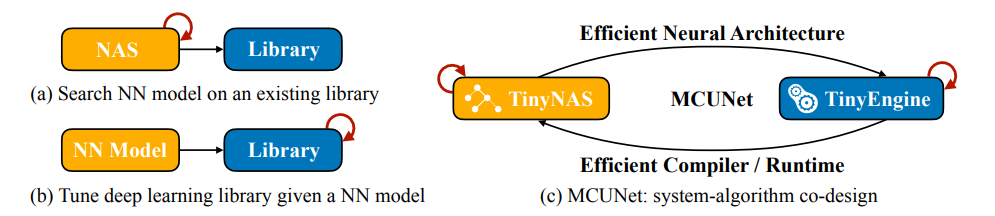 NAS
Library
(a) Search NN model on an existing library
NN Model
Library
(b) Tune deep learning library given a NN model
Efficient Neural Architecture
TinyNAS
MCUNet
TinyEngine
Efficient Compiler / Runtime
(c) MCUNet: system-algorithm co-design